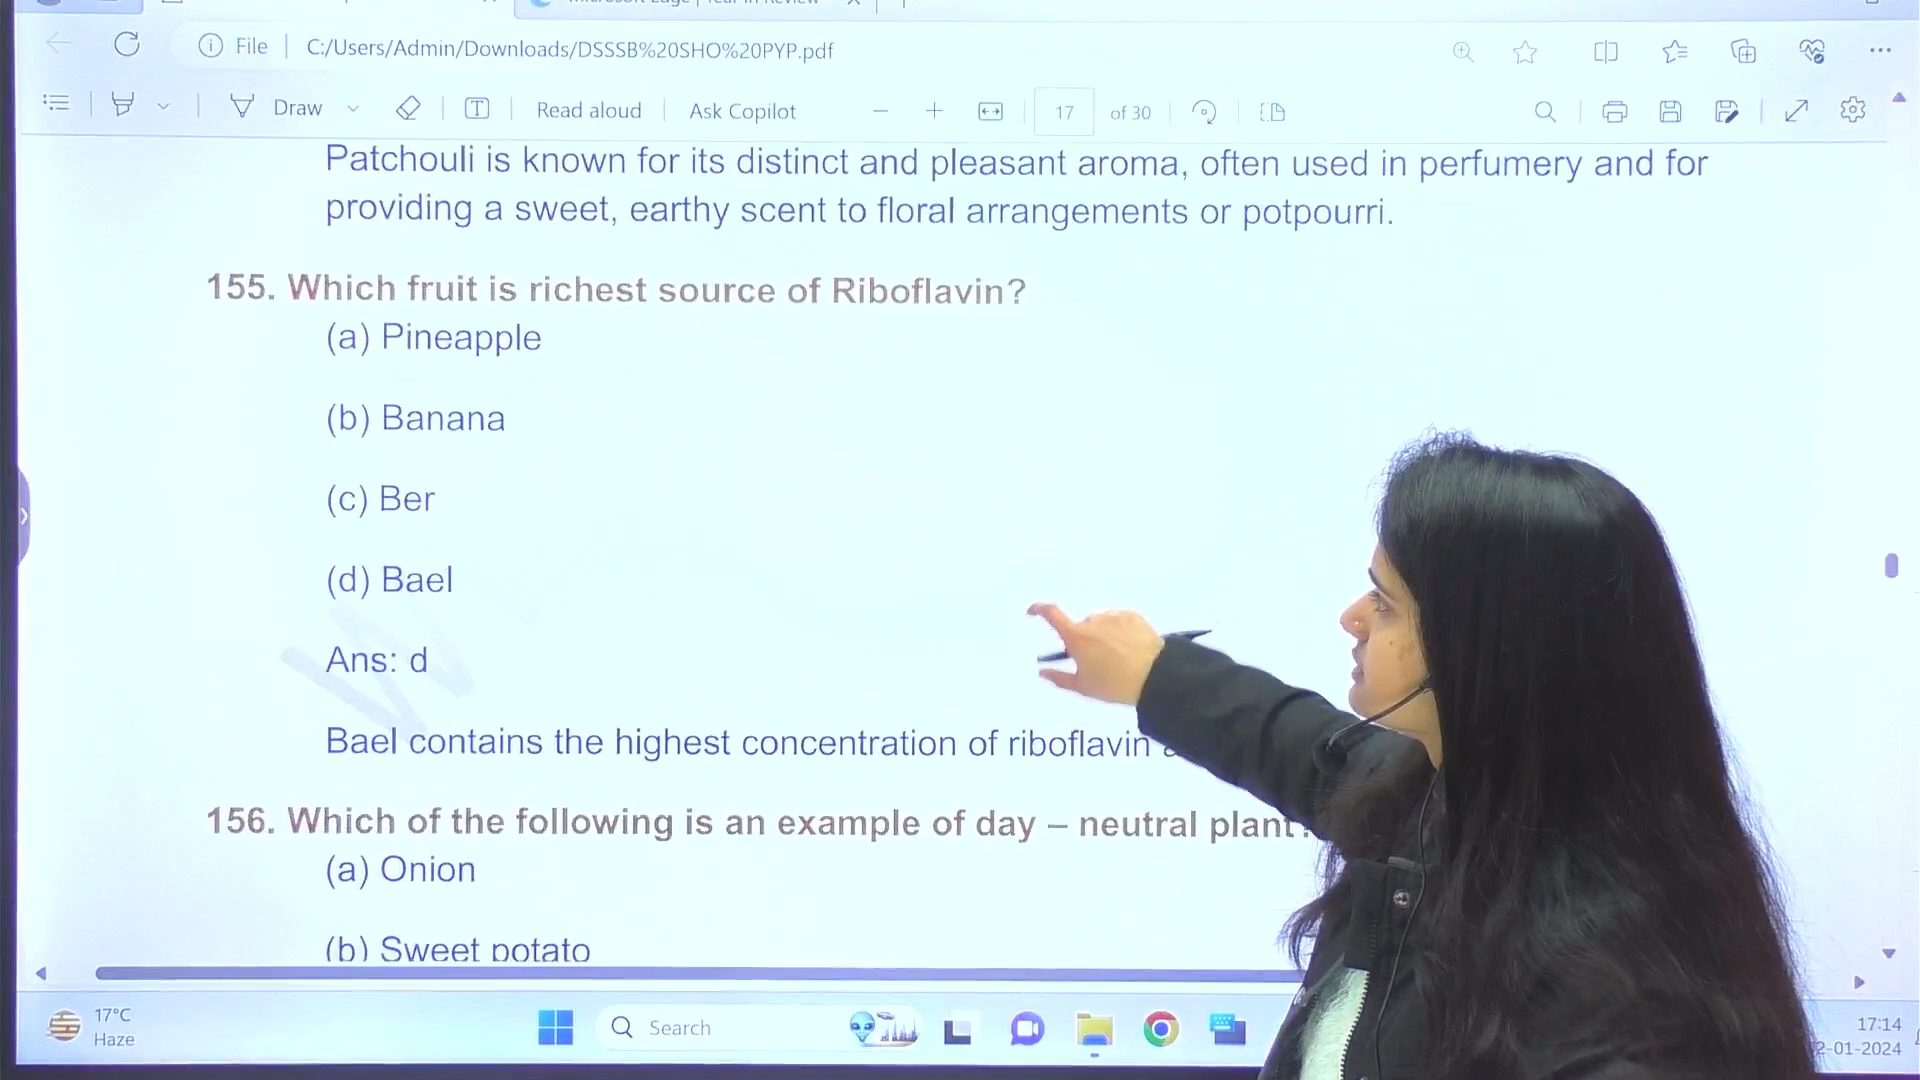 File
C:/Users/Admin/Downloads/DSSSB%20SHO%20PYP.pdf
Draw
Read aloud
Ask Copilot
17 of 30
Patchouli is known for its distinct and pleasant aroma, often used in perfumery and for
providing a sweet, earthy scent to floral arrangements or potpourri.
155. Which fruit is richest source of Riboflavin?
(a) Pineapple
(b) Banana
(c) Ber
(d) Bael
Ans: d
Bael contains the highest concentration of riboflavin
156. Which of the following is an example of day – neutral plant?
(a) Onion
(b) Sweet potato
17°C
Haze
Search
17:14
2-01-2024